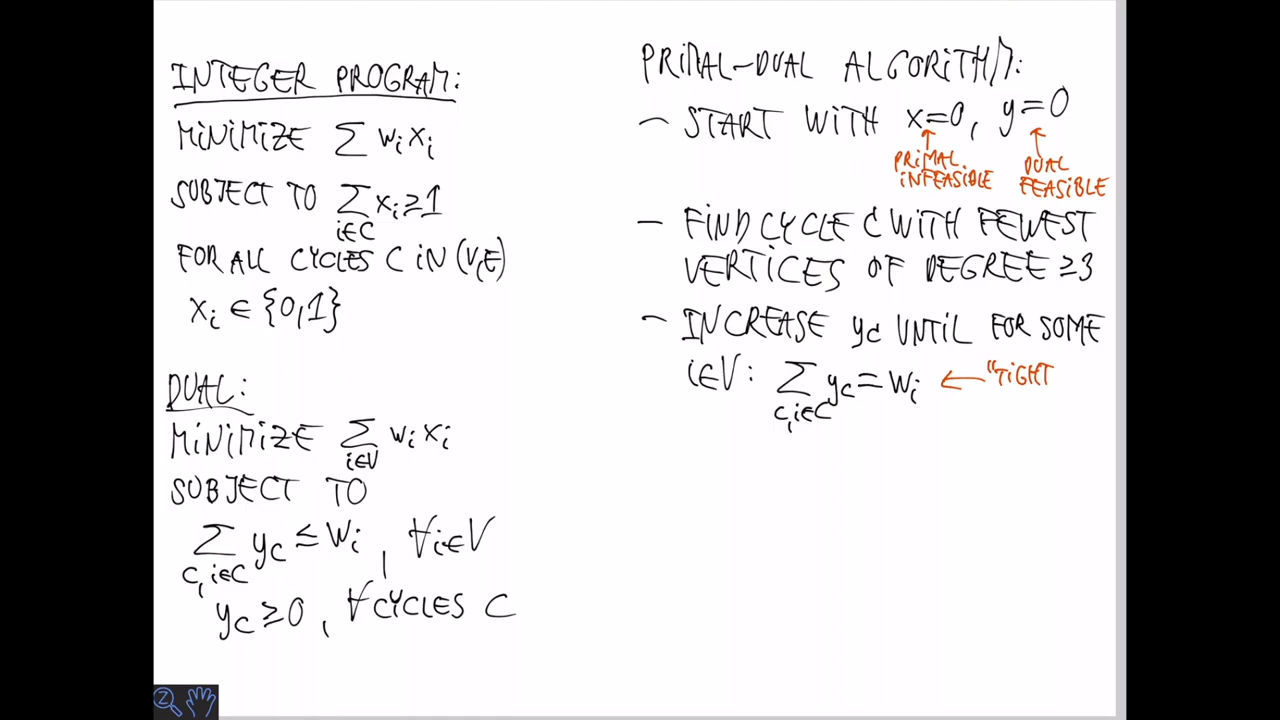 INTEGER PROGRAM:
MINIMIZE ∑ wᵢxᵢ
SUBJECT TO ∑ xᵢ≥1
i∈C
FOR ALL CYCLES C IN (V,E)
xᵢ ∈ {0,1}
DUAL:
MINIMIZE ∑ wᵢxᵢ
i∈V
SUBJECT TO
∑ y_C ≤ wᵢ, ∀i∈V
C, i∈C
y_C ≥ 0, ∀CYCLES C
PRIMAL-DUAL ALGORITHM:
- START WITH x=0, y=0
PRIMAL INFEASIBLE
DUAL FEASIBLE
- FIND CYCLE C WITH FEWEST
VERTICES OF DEGREE ≥3
- INCREASE y_C UNTIL FOR SOME
i∈V: ∑ y_C = wᵢ ← "TIGHT
C, i∈C
Z